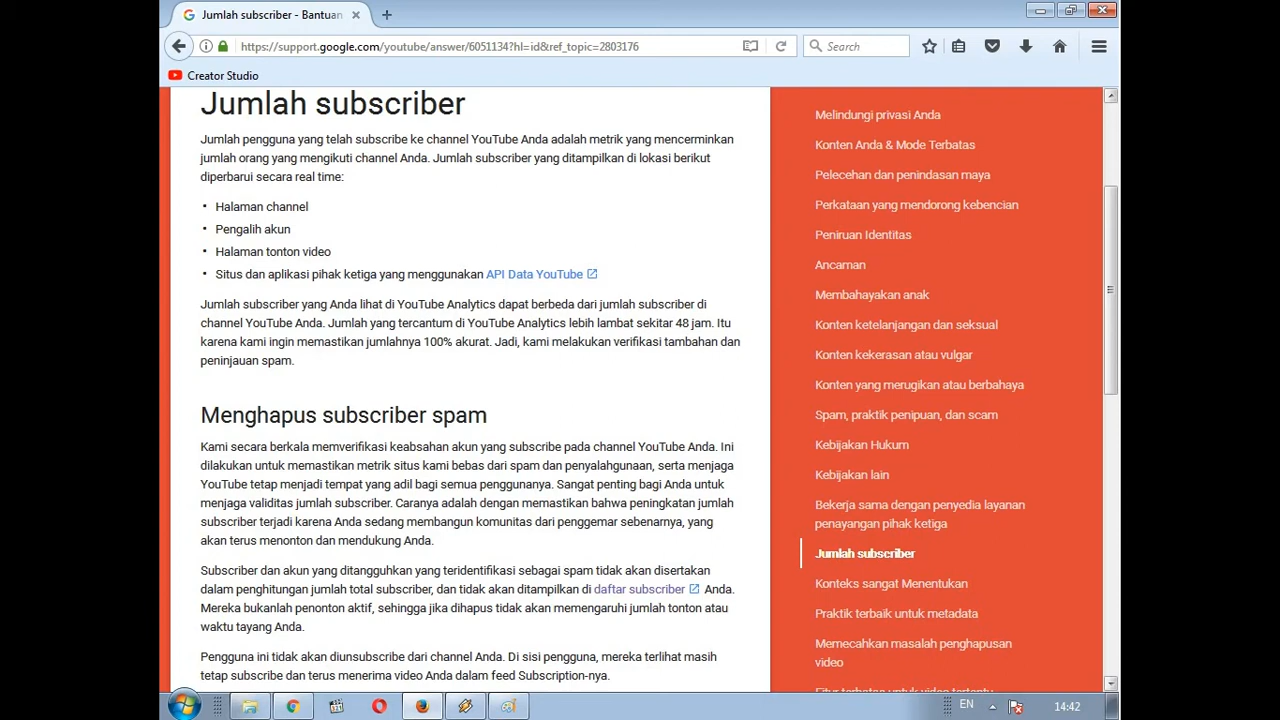 Jumlah subscriber - Bantuan
https://support.google.com/youtube/answer/6051134?hl=id&ref_topic=2803176
Search
Creator Studio
Jumlah subscriber
Jumlah pengguna yang telah subscribe ke channel YouTube Anda adalah metrik yang mencerminkan
jumlah orang yang mengikuti channel Anda. Jumlah subscriber yang ditampilkan di lokasi berikut
diperbarui secara real time:
• Halaman channel
• Pengalih akun
• Halaman tonton video
• Situs dan aplikasi pihak ketiga yang menggunakan API Data YouTube
Jumlah subscriber yang Anda lihat di YouTube Analytics dapat berbeda dari jumlah subscriber di
channel YouTube Anda. Jumlah yang tercantum di YouTube Analytics lebih lambat sekitar 48 jam. Itu
karena kami ingin memastikan jumlahnya 100% akurat. Jadi, kami melakukan verifikasi tambahan dan
peninjauan spam.
Menghapus subscriber spam
Kami secara berkala memverifikasi keabsahan akun yang subscribe pada channel YouTube Anda. Ini
dilakukan untuk memastikan metrik situs kami bebas dari spam dan penyalahgunaan, serta menjaga
YouTube tetap menjadi tempat yang adil bagi semua penggunanya. Sangat penting bagi Anda untuk
menjaga validitas jumlah subscriber. Caranya adalah dengan memastikan bahwa peningkatan jumlah
subscriber terjadi karena Anda sedang membangun komunitas dari penggemar sebenarnya, yang
akan terus menonton dan mendukung Anda.
Subscriber dan akun yang ditangguhkan yang teridentifikasi sebagai spam tidak akan disertakan
dalam penghitungan jumlah total subscriber, dan tidak akan ditampilkan di daftar subscriber Anda.
Mereka bukanlah penonton aktif, sehingga jika dihapus tidak akan memengaruhi jumlah tonton atau
waktu tayang Anda.
Pengguna ini tidak akan diunsubscribe dari channel Anda. Di sisi pengguna, mereka terlihat masih
tetap subscribe dan terus menerima video Anda dalam feed Subscription-nya.
Melindungi privasi Anda
Konten Anda & Mode Terbatas
Pelecehan dan penindasan maya
Perkataan yang mendorong kebencian
Peniruan Identitas
Ancaman
Membahayakan anak
Konten ketelanjangan dan seksual
Konten kekerasan atau vulgar
Konten yang merugikan atau berbahaya
Spam, praktik penipuan, dan scam
Kebijakan Hukum
Kebijakan lain
Bekerja sama dengan penyedia layanan
penayangan pihak ketiga
Jumlah subscriber
Konteks sangat Menentukan
Praktik terbaik untuk metadata
Memecahkan masalah penghapusan
video
Fitur terbatas untuk video tertentu
EN
14:42